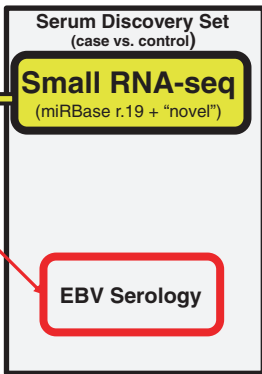 Serum Discovery Set
(case vs. control)
Small RNA-seq
(miRBase r.19 + “novel”)
EBV Serology